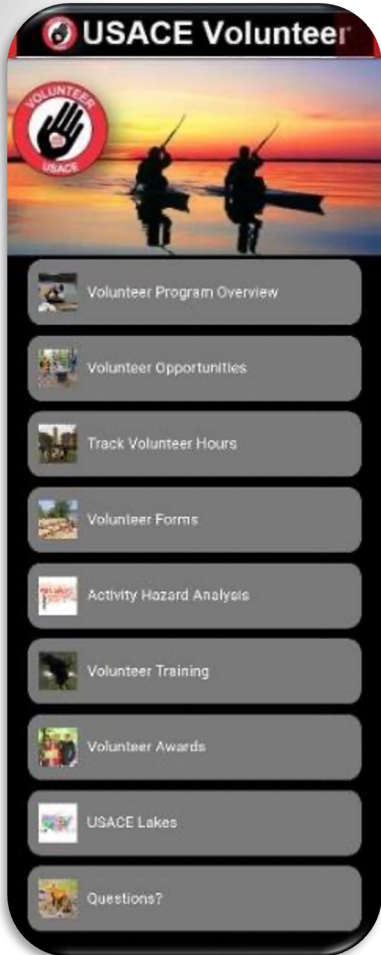 USACE Volunteer
VOLUNTEER
USACE
Volunteer Program Overview
Volunteer Opportunities
Track Volunteer Hours
Volunteer Forms
Activity Hazard Analysis
Volunteer Training
Volunteer Awards
USACE Lakes
Questions?